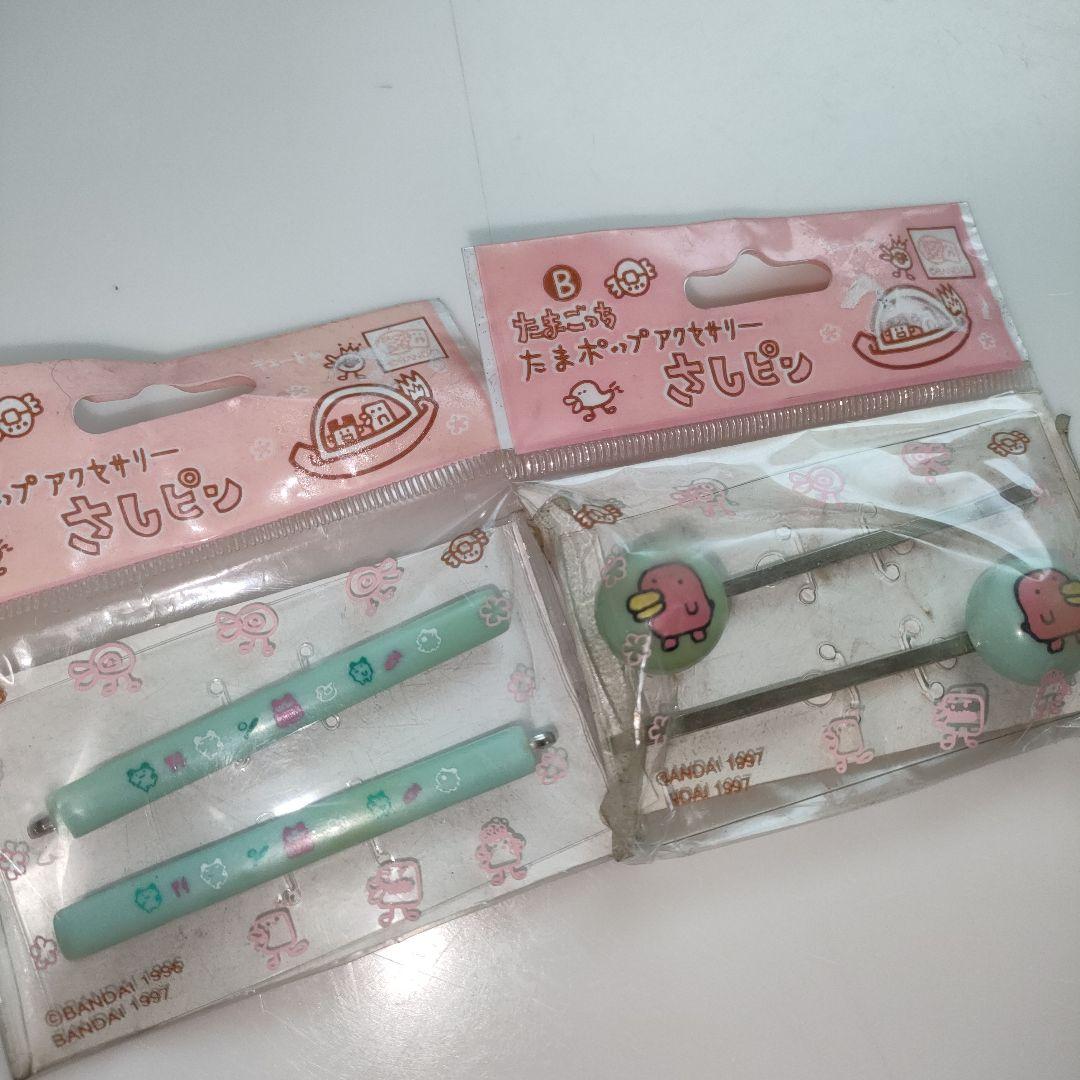 ップアクセサリー
さしピン
©BANDAI 1996
BANDAI 1997
B
たまごっち
たまポップアクセサリー
さしピン
BANDAI
©BANDAI 1997
NDAI 1997